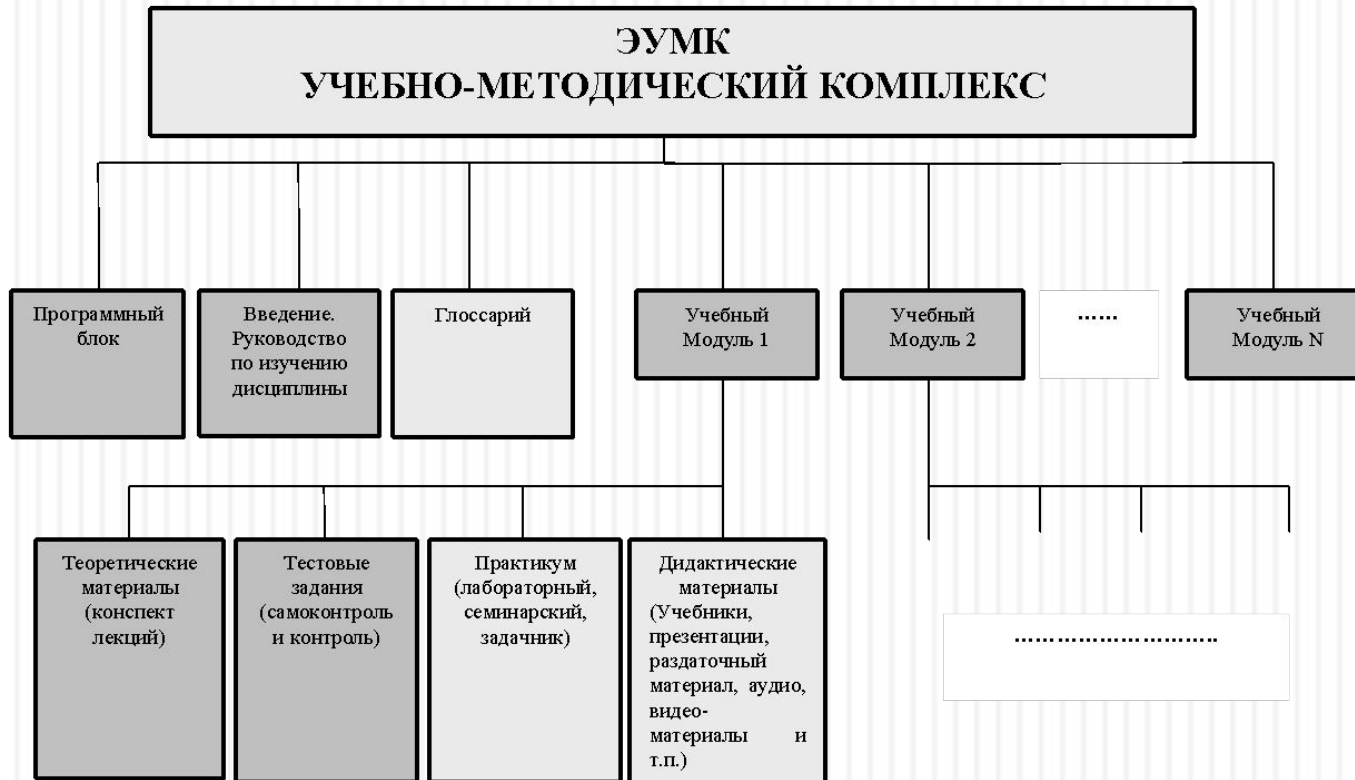 ЭУМК
УЧЕБНО-МЕТОДИЧЕСКИЙ КОМПЛЕКС
Программный
блок
Введение.
Руководство
по изучению
дисциплины
Глоссарий
Учебный
Модуль 1
Учебный
Модуль 2
......
Учебный
Модуль N
Теоретические
материалы
(конспект
лекций)
Тестовые
задания
(самоконтроль
и контроль)
Практикум
(лабораторный,
семинарский,
задачник)
Дидактические
материалы
(Учебники,
презентации,
раздаточный
материал, аудио,
видео-
материалы и
т.п.)
...........................